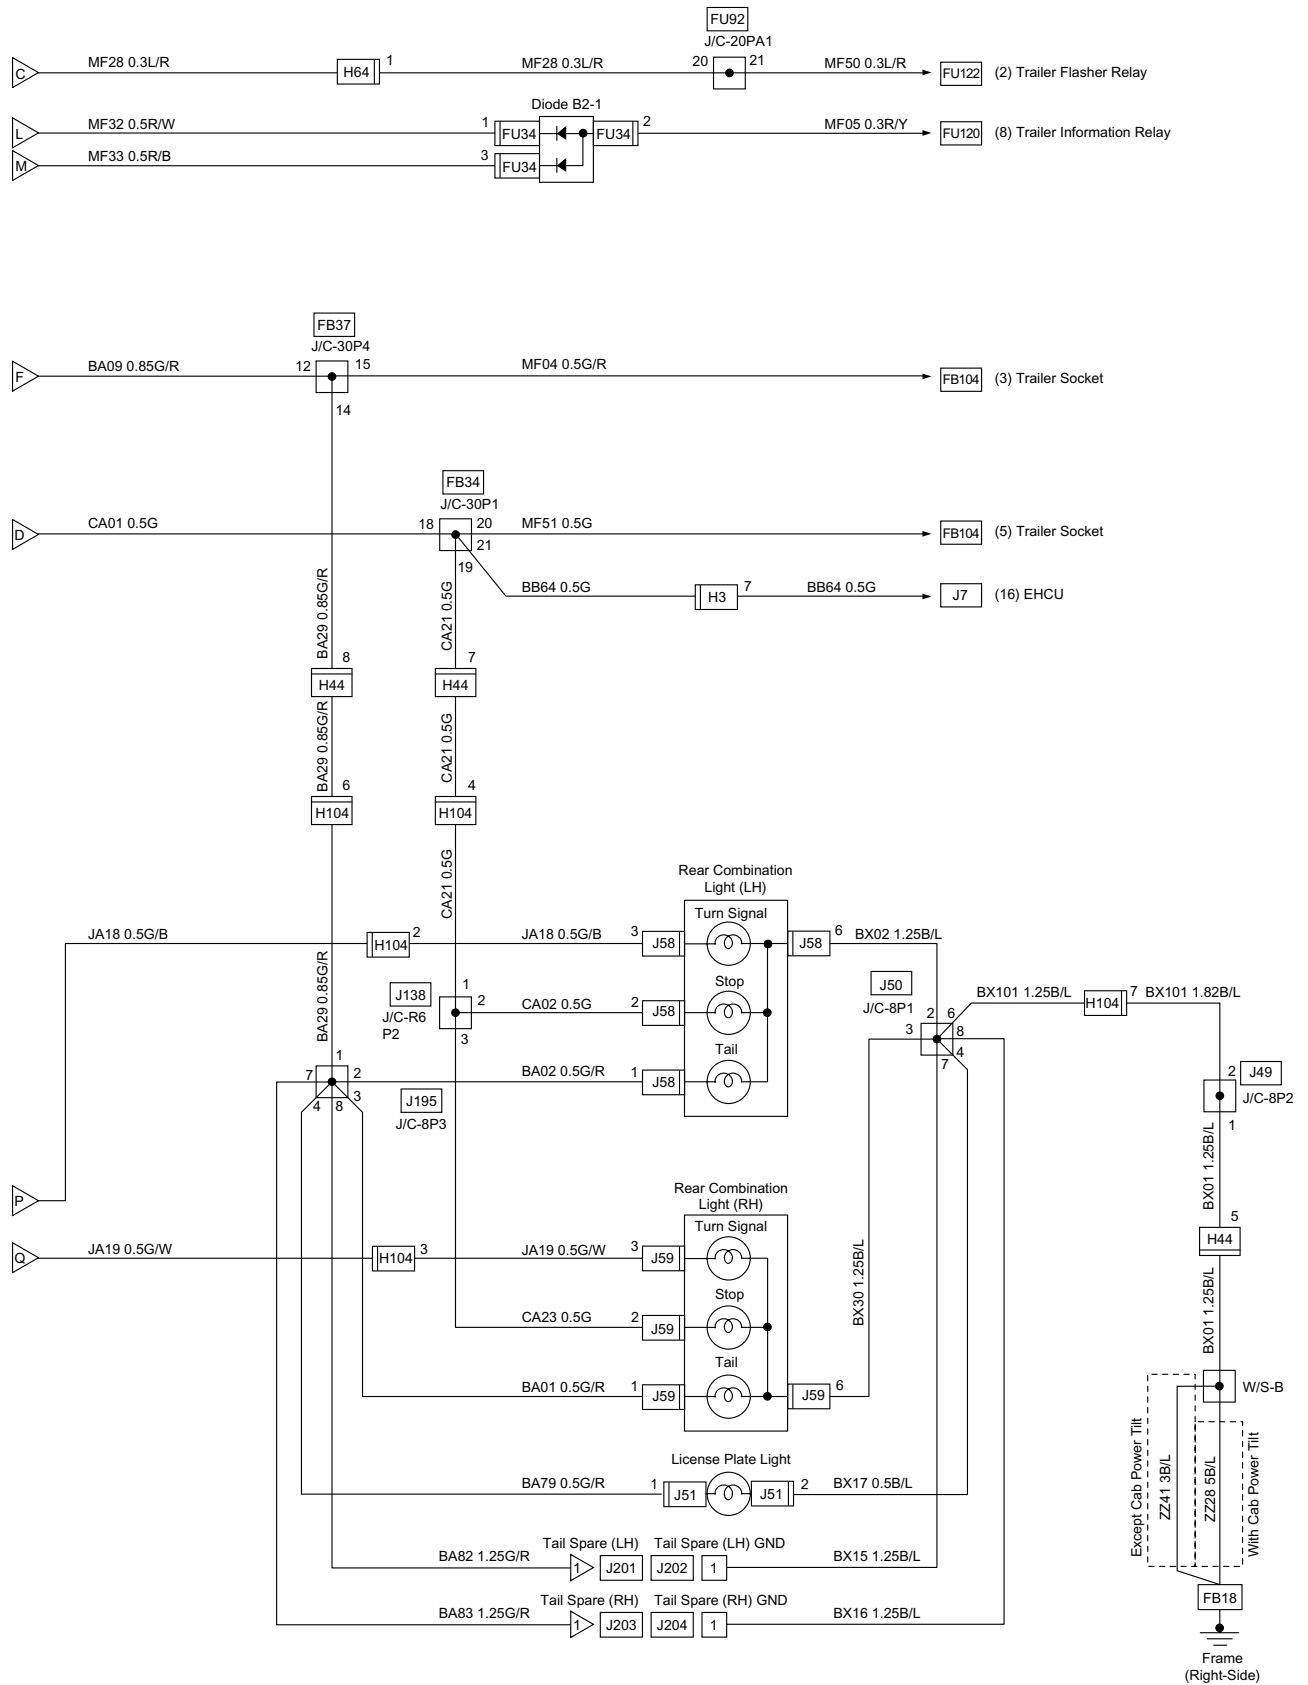 FU92
J/C-20PA1
C
MF28 0.3L/R
H64
1
MF28 0.3L/R
20
21
MF50 0.3L/R
FU122
(2) Trailer Flasher Relay
Diode B2-1
L
MF32 0.5R/W
1
FU34
FU34
2
MF05 0.3R/Y
FU120
(8) Trailer Information Relay
M
MF33 0.5R/B
3
FU34
FB37
J/C-30P4
F
BA09 0.85G/R
12
15
MF04 0.5G/R
FB104
(3) Trailer Socket
14
FB34
J/C-30P1
D
CA01 0.5G
18
20
MF51 0.5G
FB104
(5) Trailer Socket
21
19
BB64 0.5G
H3
7
BB64 0.5G
J7
(16) EHCU
BA29 0.85G/R
CA21 0.5G
8
H44
7
H44
BA29 0.85G/R
CA21 0.5G
6
H104
4
H104
CA21 0.5G
Rear Combination
Light (LH)
Turn Signal
JA18 0.5G/B
H104
2
JA18 0.5G/B
3
J58
J58
6
BX02 1.25B/L
BA29 0.85G/R
J138
J/C-R6
P2
1
2
3
CA02 0.5G
Stop
2
J58
J50
J/C-8P1
2
6
3
8
4
7
BX101 1.25B/L
H104
7
BX101 1.82B/L
Tail
BA02 0.5G/R
1
J58
1
7
2
3
4
8
J195
J/C-8P3
2
J49
J/C-8P2
1
BX01 1.25B/L
P
Rear Combination
Light (RH)
Turn Signal
Q
JA19 0.5G/W
H104
3
JA19 0.5G/W
3
J59
5
H44
BX30 1.25B/L
BX01 1.25B/L
Stop
CA23 0.5G
2
J59
Tail
BA01 0.5G/R
1
J59
J59
6
W/S-B
Except Cab Power Tilt
ZZ41 3B/L
ZZ28 5B/L
With Cab Power Tilt
License Plate Light
BA79 0.5G/R
1
J51
J51
2
BX17 0.5B/L
Tail Spare (LH)
Tail Spare (LH) GND
BA82 1.25G/R
1
J201
J202
1
BX15 1.25B/L
Tail Spare (RH)
Tail Spare (RH) GND
BA83 1.25G/R
1
J203
J204
1
BX16 1.25B/L
FB18
Frame
(Right-Side)